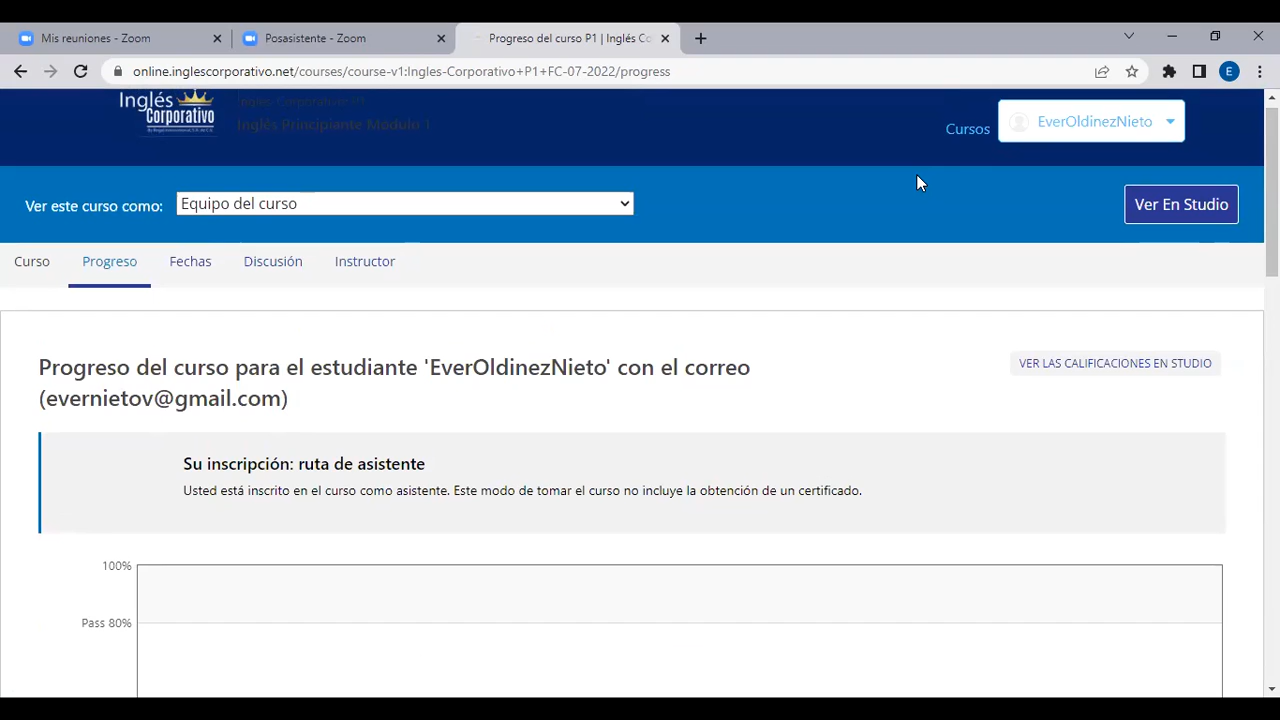 Mis reuniones - Zoom
Posasistente - Zoom
Progreso del curso P1 | Inglés Co
online.inglescorporativo.net/courses/course-v1:Ingles-Corporativo+P1+FC-07-2022/progress
E
Inglés
Corporativo
Inglés Principiante Modulo 1
Cursos
EverOldinezNieto
Ver este curso como:
Equipo del curso
Ver En Studio
Curso
Progreso
Fechas
Discusión
Instructor
Progreso del curso para el estudiante 'EverOldinezNieto' con el correo
(evernietov@gmail.com)
VER LAS CALIFICACIONES EN STUDIO
Su inscripción: ruta de asistente
Usted está inscrito en el curso como asistente. Este modo de tomar el curso no incluye la obtención de un certificado.
100%
Pass 80%